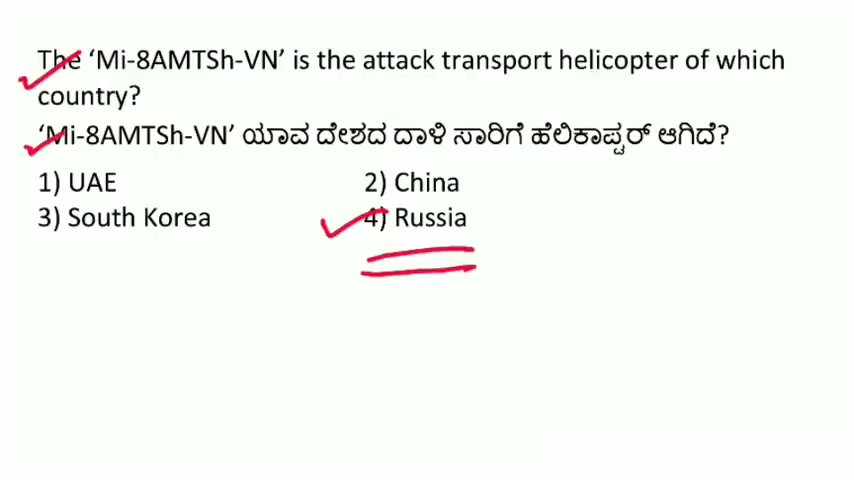 The ‘Mi-8AMTSh-VN’ is the attack transport helicopter of which
country?
‘Mi-8AMTSh-VN’ ಯಾವ ದೇಶದ ದಾಳಿ ಸಾರಿಗೆ ಹೆಲಿಕಾಪ್ಟರ್ ಆಗಿದೆ?
1) UAE 2) China
3) South Korea 4) Russia